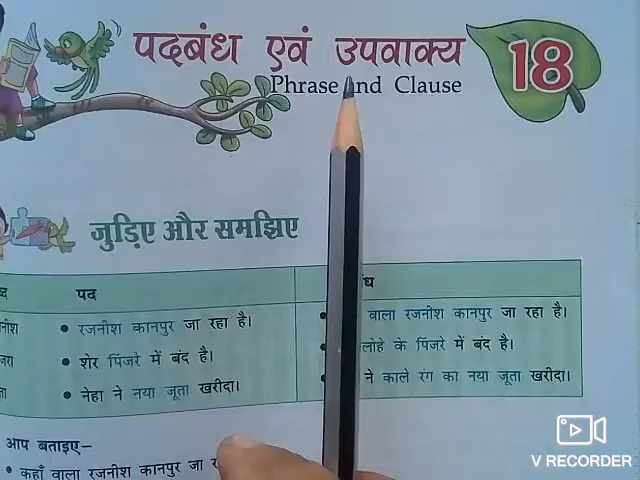 पदबंध एवं उपवाक्य 18
Phrase and Clause
जुड़िए और समझिए
पद
रजनीश कानपुर जा रहा है। वाला रजनीश कानपुर जा रहा है।
शेर पिंजरे में बंद है। लोहे के पिंजरे में बंद है।
नेहा ने नया जूता खरीदा। ने काले रंग का नया जूता खरीदा।
आप बताइए–
कहाँ वाला रजनीश कानपुर जा
V RECORDER